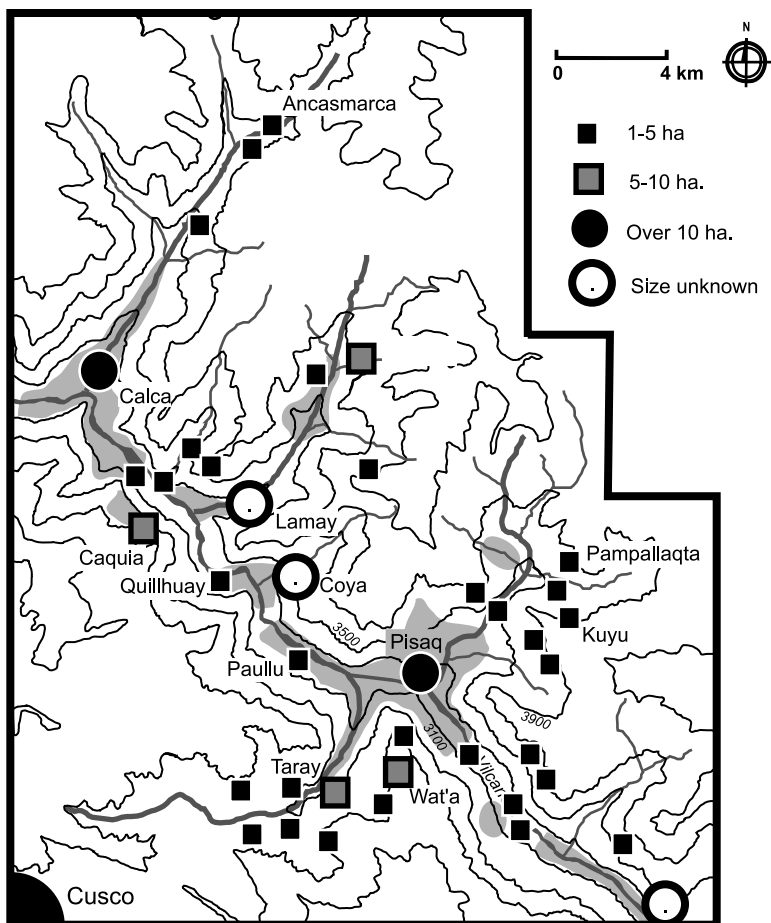 N
0 4 km
Ancasmarca
1-5 ha
5-10 ha.
Over 10 ha.
Size unknown
Calca
Lamay
Caquia
Pampallaqta
Quillhuay
Coya
Kuyu
3500
Pisaq
Paullu
3900
3100
Taray
Vilcan
Wat'a
Cusco